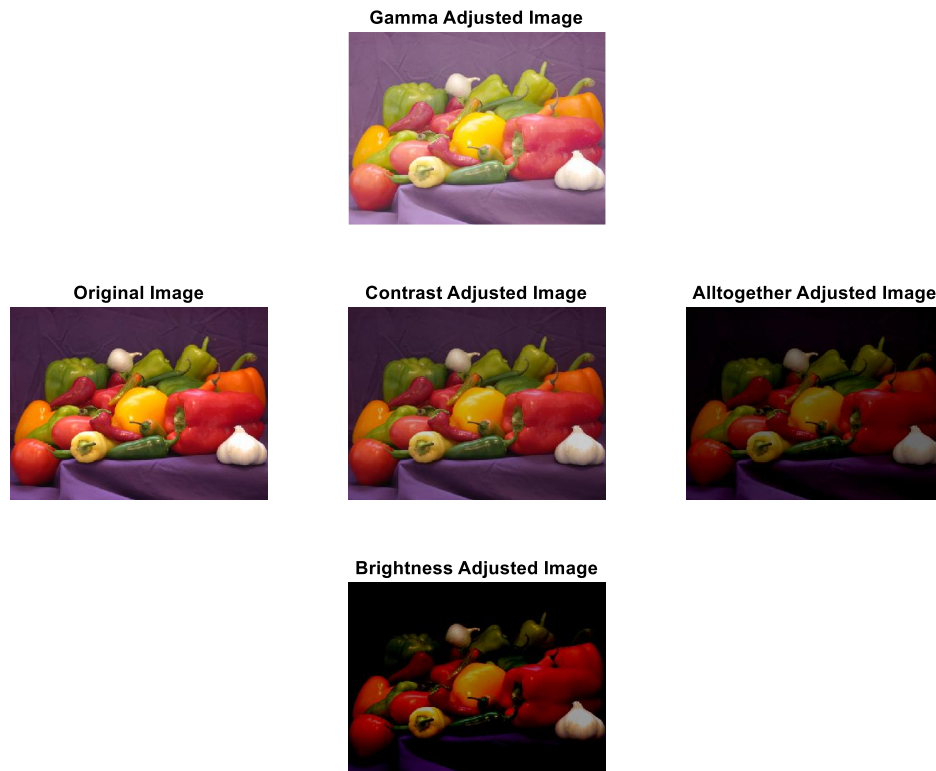 Gamma Adjusted Image
Original Image
Contrast Adjusted Image
Alltogether Adjusted Image
Brightness Adjusted Image